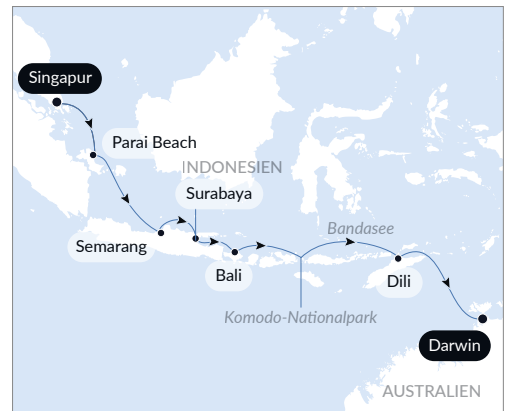 Singapur
Parai Beach
INDONESIEN
Surabaya
Semarang
Bandasee
Bali
Dili
Komodo-Nationalpark
Darwin
AUSTRALIEN